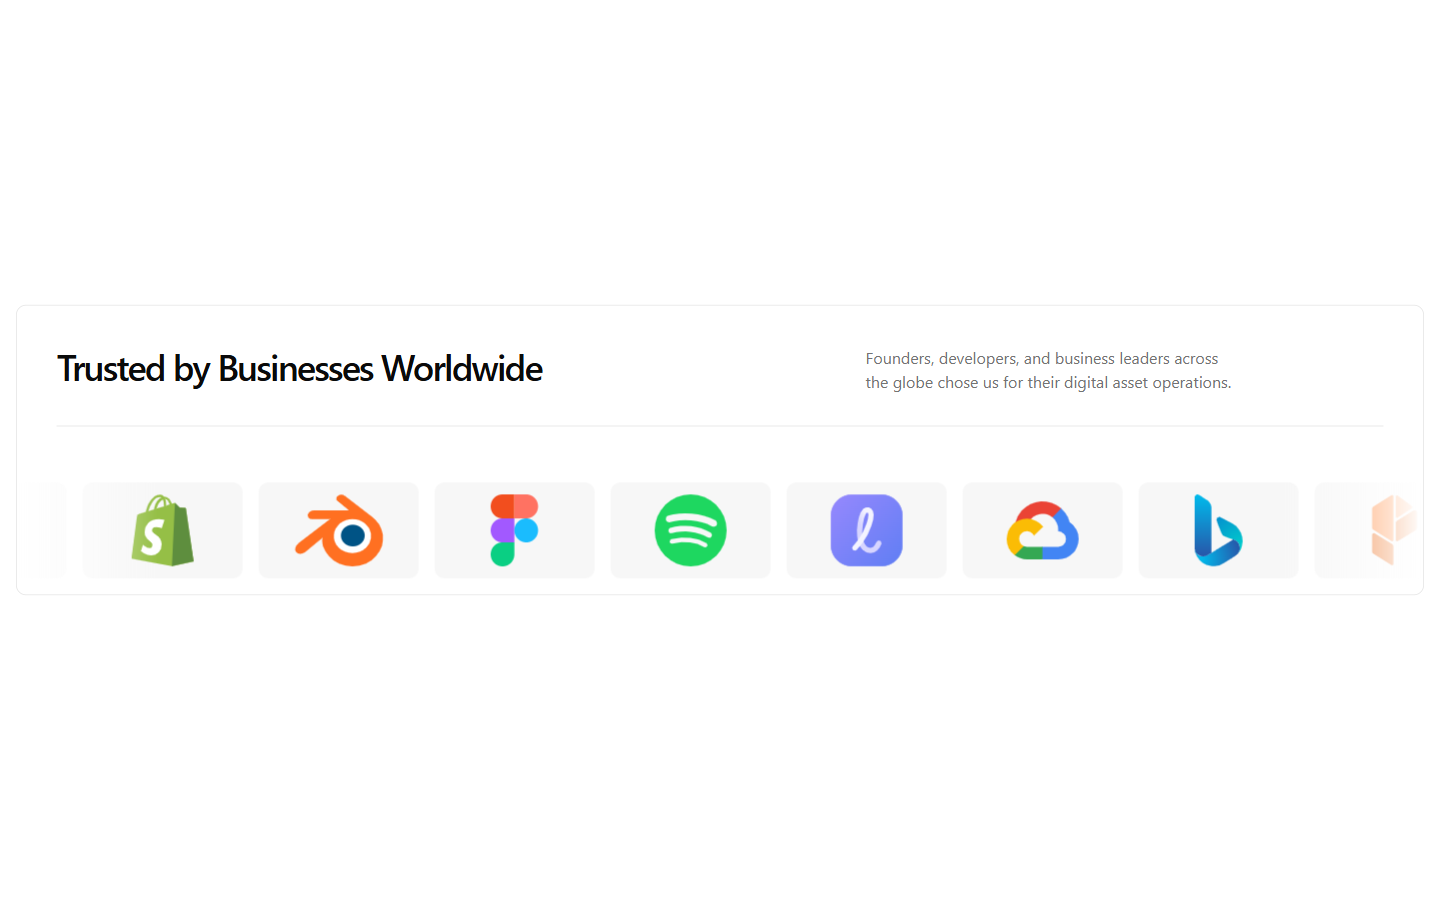 Trusted by Businesses Worldwide
Founders, developers, and business leaders across
the globe chose us for their digital asset operations.